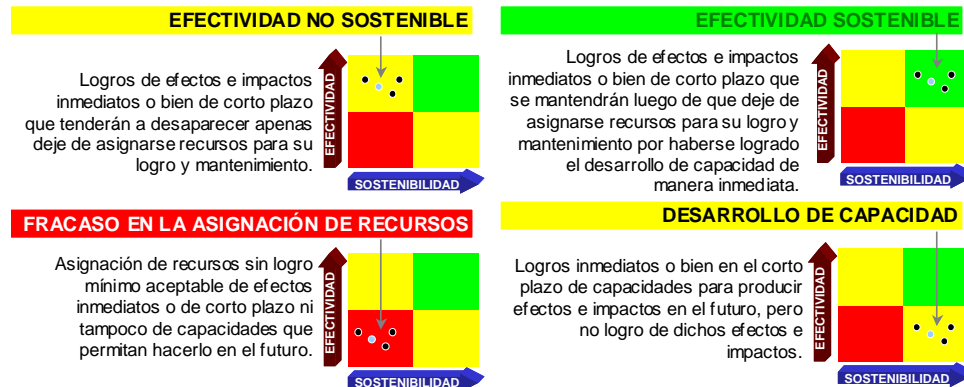 EFECTIVIDAD NO SOSTENIBLE
Logros de efectos e impactos
inmediatos o bien de corto plazo
que tenderán a desaparecer apenas
deje de asignarse recursos para su
logro y mantenimiento.
EFECTIVIDAD
SOSTENIBILIDAD
EFECTIVIDAD SOSTENIBLE
Logros de efectos e impactos
inmediatos o bien de corto plazo que
se mantendrán luego de que deje de
asignarse recursos para su logro y
mantenimiento por haberse logrado
el desarrollo de capacidad de
manera inmediata.
EFECTIVIDAD
SOSTENIBILIDAD
FRACASO EN LA ASIGNACIÓN DE RECURSOS
Asignación de recursos sin logro
mínimo aceptable de efectos
inmediatos o de corto plazo ni
tampoco de capacidades que
permitan hacerlo en el futuro.
EFECTIVIDAD
SOSTENIBILIDAD
DESARROLLO DE CAPACIDAD
Logros inmediatos o bien en el corto
plazo de capacidades para producir
efectos e impactos en el futuro, pero
no logro de dichos efectos e
impactos.
EFECTIVIDAD
SOSTENIBILIDAD